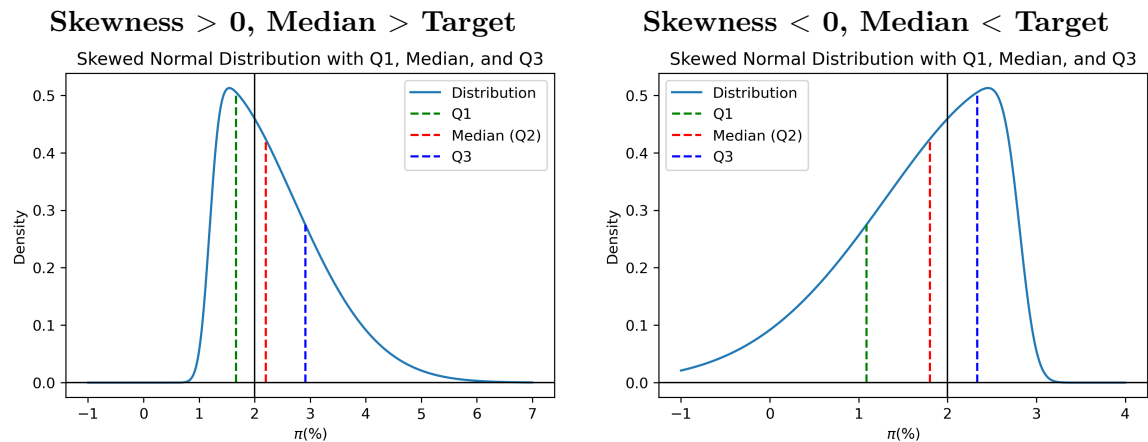 Skewness > 0, Median > Target
Skewed Normal Distribution with Q1, Median, and Q3
Distribution
Q1
Median (Q2)
Q3
Density
0.5
0.4
0.3
0.2
0.1
0.0
−1 0 1 2 3 4 5 6 7
π(%)
Skewness < 0, Median < Target
Skewed Normal Distribution with Q1, Median, and Q3
Distribution
Q1
Median (Q2)
Q3
Density
0.5
0.4
0.3
0.2
0.1
0.0
−1 0 1 2 3 4
π(%)